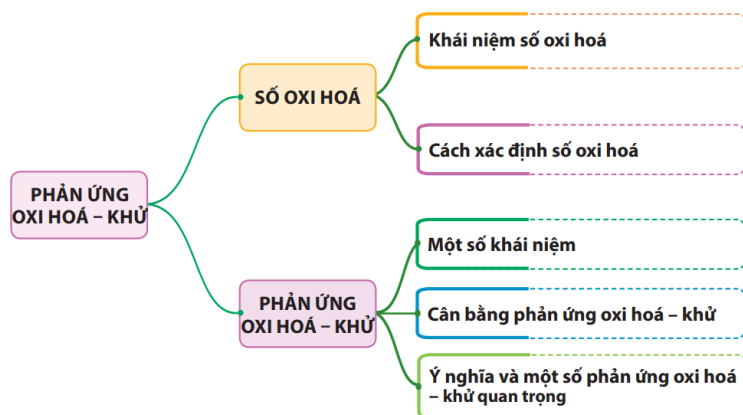 Khái niệm số oxi hoá
SỐ OXI HOÁ
Cách xác định số oxi hoá
PHẢN ỨNG
OXI HOÁ – KHỬ
Một số khái niệm
PHẢN ỨNG
OXI HOÁ – KHỬ
Cân bằng phản ứng oxi hoá – khử
Ý nghĩa và một số phản ứng oxi hoá
– khử quan trọng